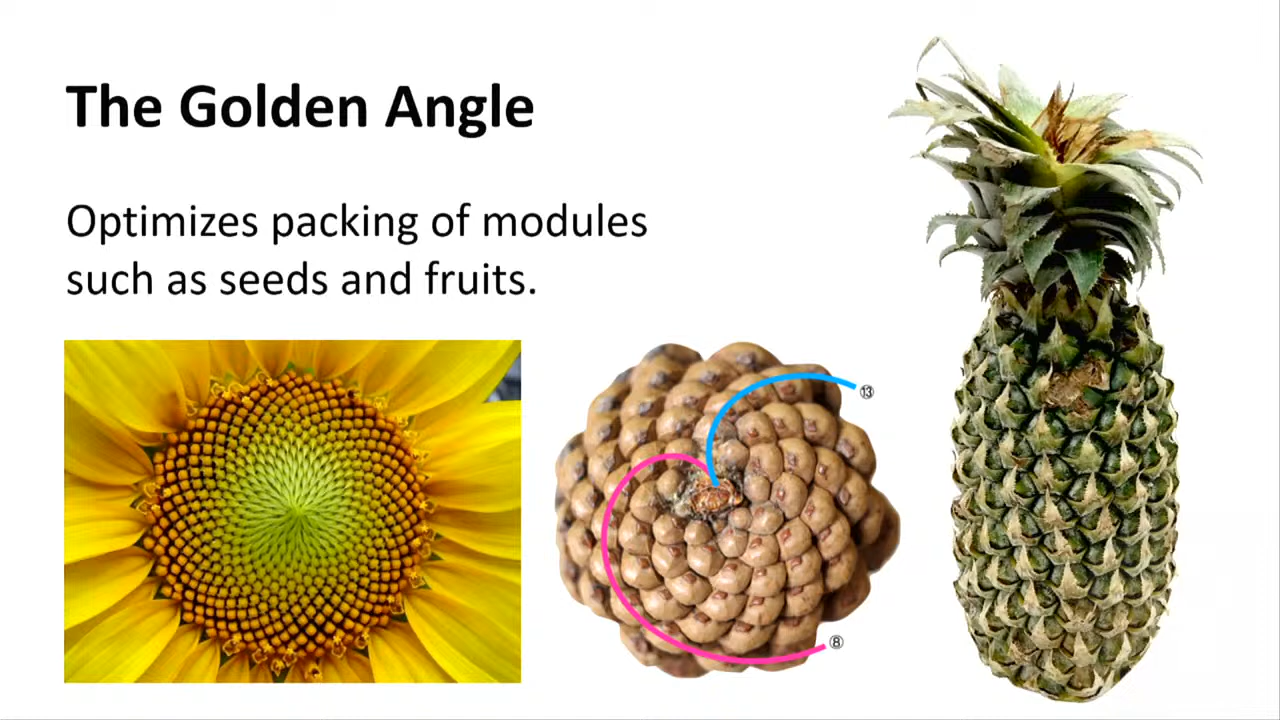 The Golden Angle
Optimizes packing of modules
such as seeds and fruits.
⑬
⑧